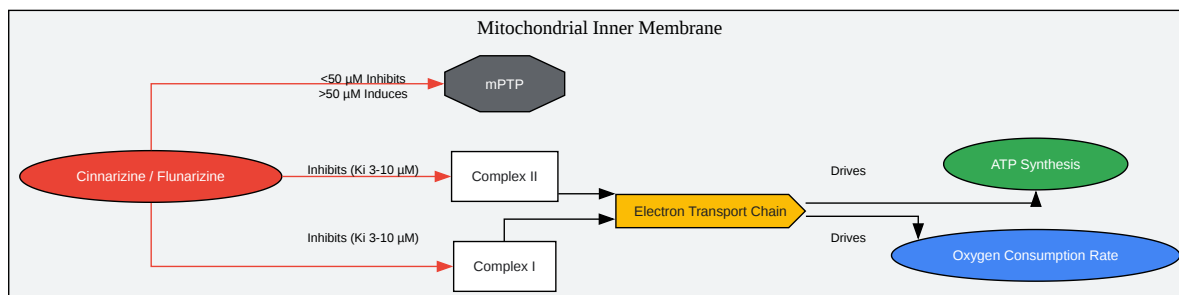 Mitochondrial Inner Membrane
<50 µM Inhibits
>50 µM Induces
mPTP
Cinnarizine / Flunarizine
Inhibits (Ki 3-10 µM)
Complex II
Drives
ATP Synthesis
Electron Transport Chain
Inhibits (Ki 3-10 µM)
Complex I
Drives
Oxygen Consumption Rate